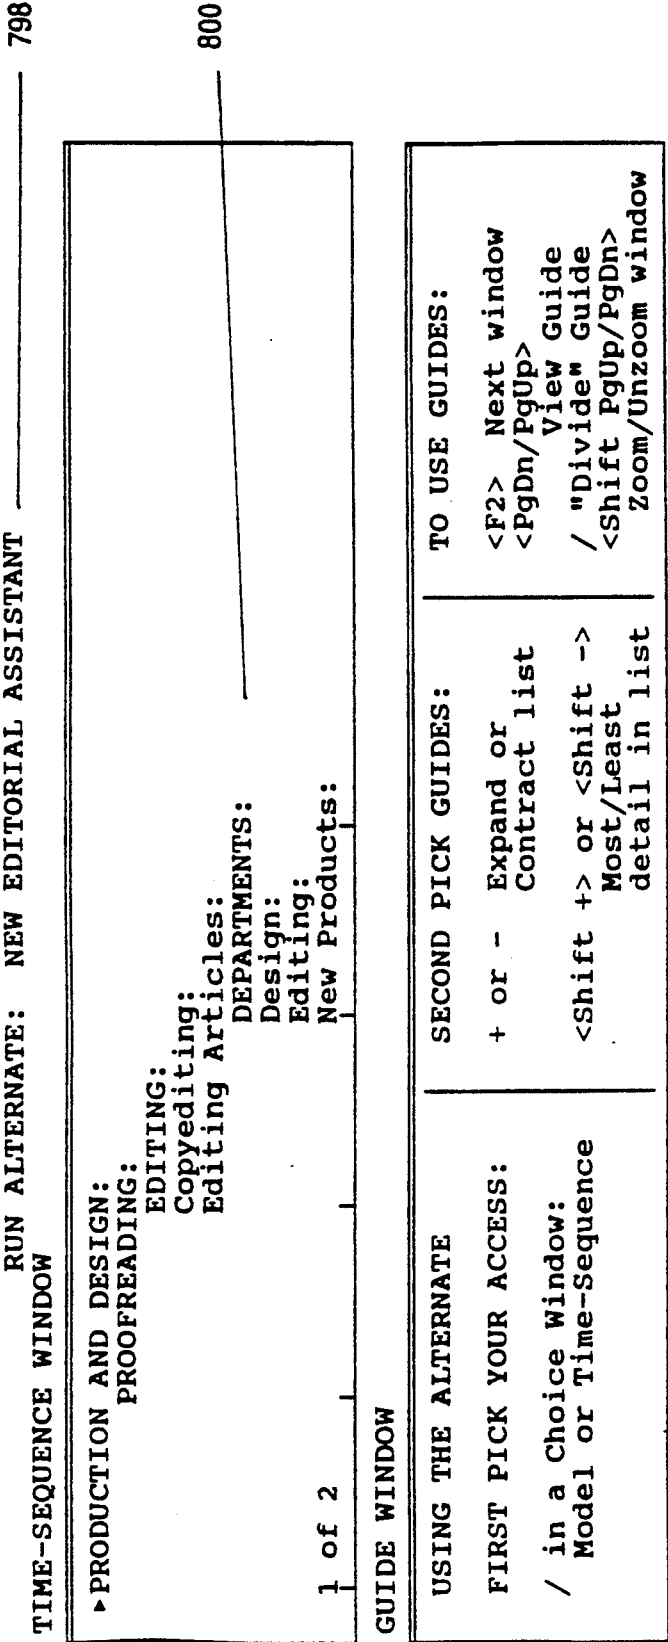 RUN ALTERNATE: NEW EDITORIAL ASSISTANT 798
TIME-SEQUENCE WINDOW
800
▶PRODUCTION AND DESIGN:
PROOFREADING:
EDITING:
Copyediting:
Editing Articles:
DEPARTMENTS:
Design:
Editing:
New Products:
1 of 2
GUIDE WINDOW
USING THE ALTERNATE
FIRST PICK YOUR ACCESS:
/ in a Choice Window:
Model or Time-Sequence
SECOND PICK GUIDES:
+ or - Expand or
Contract list
<Shift +> or <Shift ->
Most/Least
detail in list
TO USE GUIDES:
<F2> Next window
<PgDn/PgUp>
View Guide
/ "Divide" Guide
<Shift PgUp/PgDn>
Zoom/Unzoom window